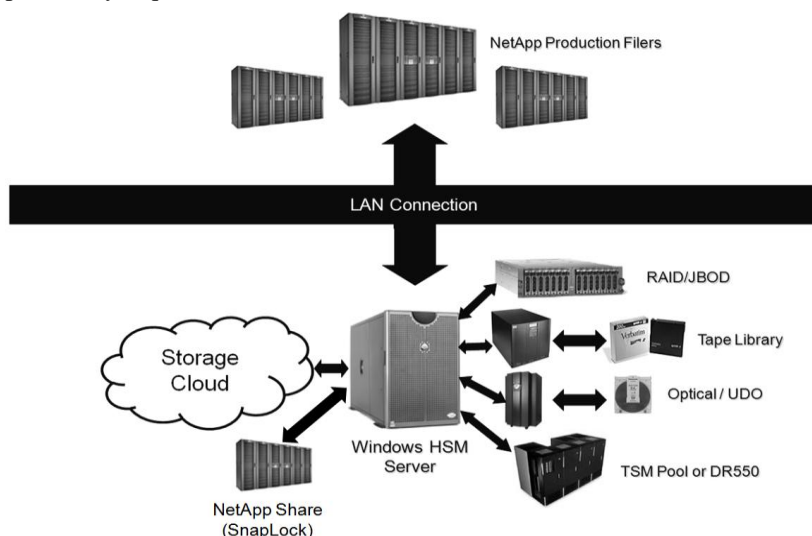 NetApp Production Filers
LAN Connection
RAID/JBOD
Storage
Cloud
Verbatim
Tape Library
Optical / UDO
Windows HSM
Server
TSM Pool or DR550
NetApp Share
(SnapLock)